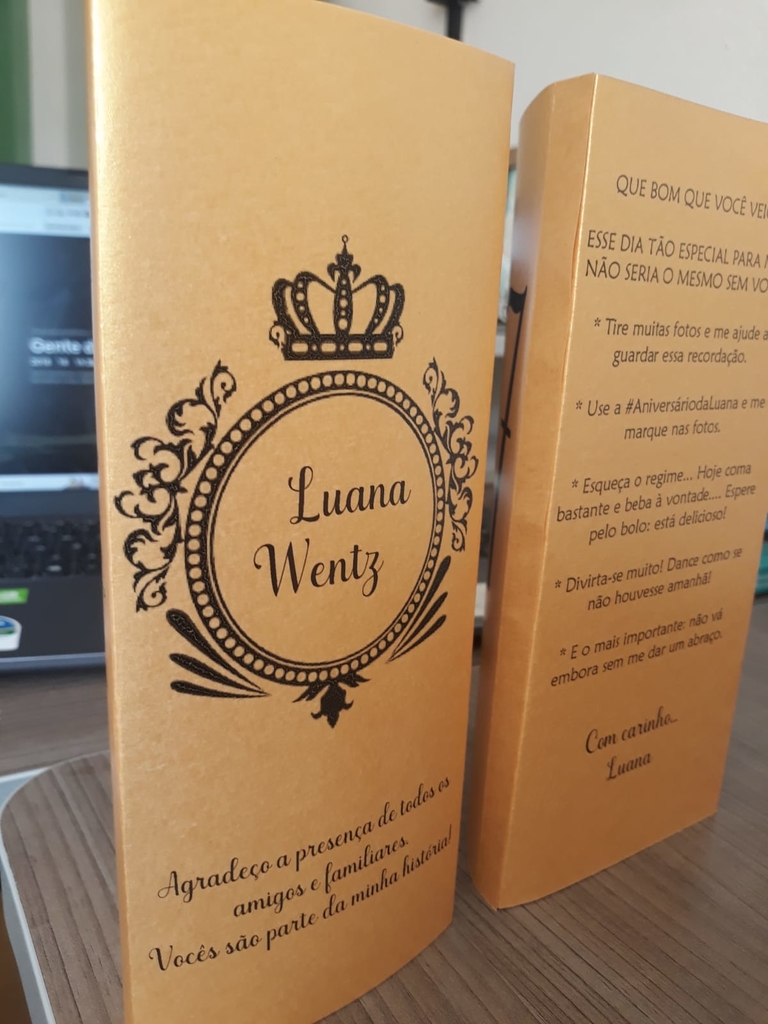 Luana
Wentz
Agradeço a presença de todos os
amigos e familiares.
Vocês são parte da minha história!
QUE BOM QUE VOCÊ
ESSE DIA TÃO ESPECIAL PARA
NÃO SERIA O MESMO SEM
* Tire muitas fotos e me ajude a
guardar essa recordação.
* Use a #AniversáriodaLuana e me
marque nas fotos.
* Esqueça o regime... Hoje coma
bastante e beba à vontade.... Espere
pelo bolo: está delicioso!
* Divirta-se muito! Dance como se
não houvesse amanhã!
* E o mais importante: não vá
embora sem me dar um abraço.
Com carinho...
Luana
Gente